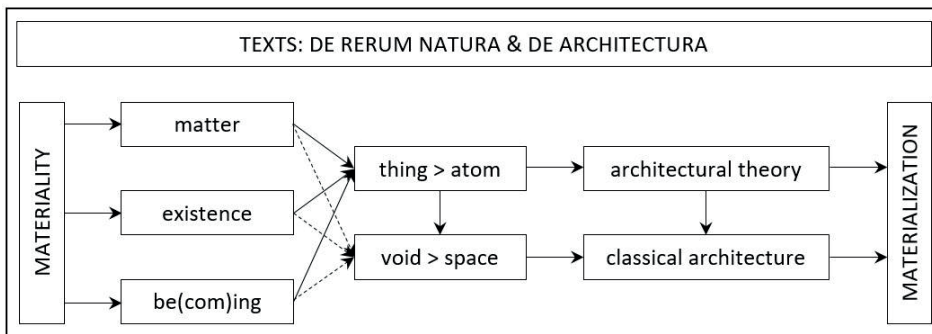 TEXTS: DE RERUM NATURA & DE ARCHITECTURA
MATERIALITY
matter
existence
be(com)ing
thing > atom
void > space
architectural theory
classical architecture
MATERIALIZATION